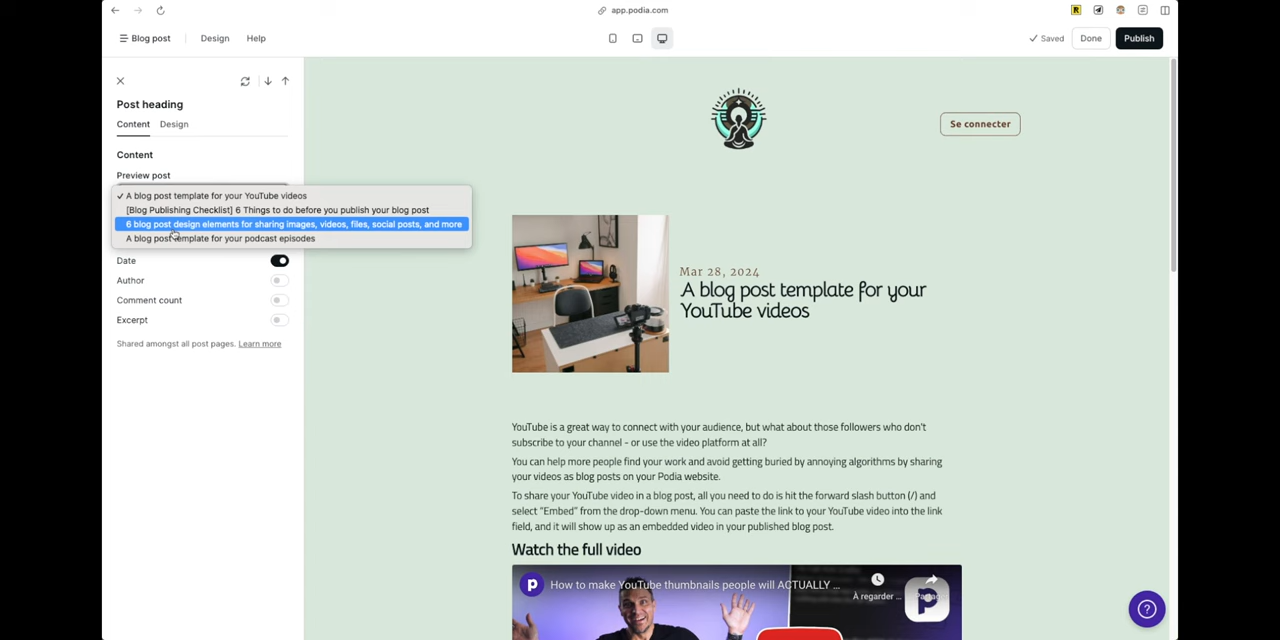 app.podia.com
Blog post
Design
Help
Saved
Done
Publish
Post heading
Content
Design
Content
Preview post
✓ A blog post template for your YouTube videos
[Blog Publishing Checklist] 6 Things to do before you publish your blog post
6 blog post design elements for sharing images, videos, files, social posts, and more
A blog post template for your podcast episodes
Date
Author
Comment count
Excerpt
Shared amongst all post pages. Learn more
Se connecter
Mar 28, 2024
A blog post template for your
YouTube videos
YouTube is a great way to connect with your audience, but what about those followers who don't
subscribe to your channel - or use the video platform at all?
You can help more people find your work and avoid getting buried by annoying algorithms by sharing
your videos as blog posts on your Podia website.
To share your YouTube video in a blog post, all you need to do is hit the forward slash button (/) and
select "Embed" from the drop-down menu. You can paste the link to your YouTube video into the link
field, and it will show up as an embedded video in your published blog post.
Watch the full video
How to make YouTube thumbnails people will ACTUALLY ...
À regarder ...